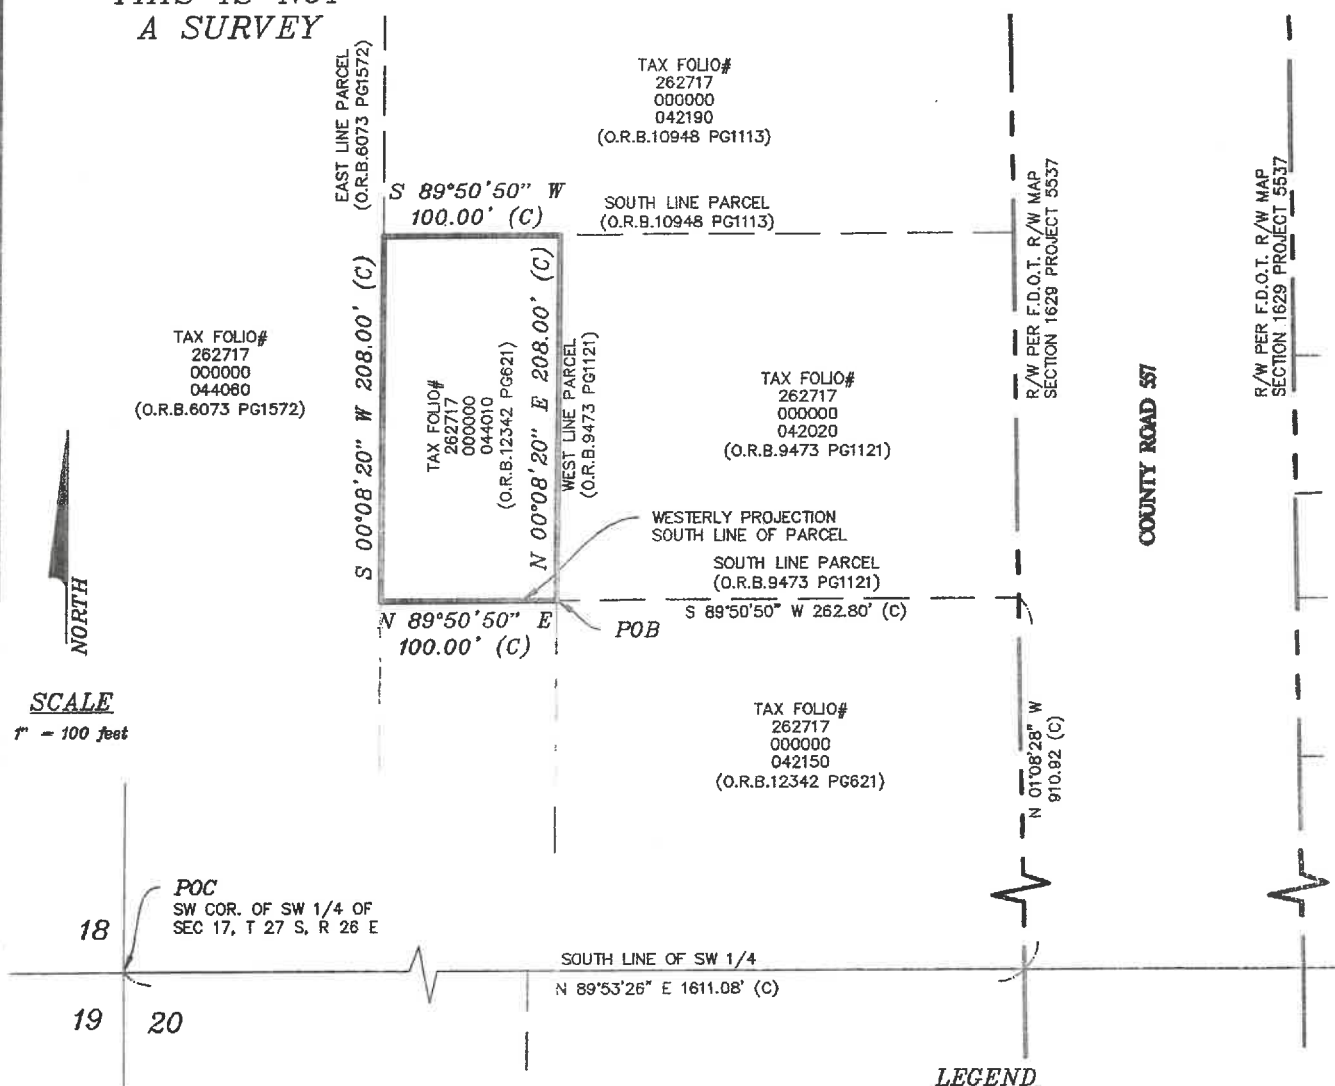 A SURVEY
EAST LINE PARCEL
(O.R.B.6073 PG1572)
TAX FOLIO#
262717
000000
042190
(O.R.B.10948 PG1113)
S 89°50'50" W
100.00' (C)
SOUTH LINE PARCEL
(O.R.B.10948 PG1113)
R/W PER F.D.O.T. R/W MAP
SECTION 1629 PROJECT 5537
R/W PER F.D.O.T. R/W MAP
SECTION 1629 PROJECT 5537
TAX FOLIO#
262717
000000
044060
(O.R.B.6073 PG1572)
S 00°08'20" W 208.00' (C)
TAX FOLIO#
262717
000000
044010
(O.R.B.12342 PG621)
N 00°08'20" E 208.00' (C)
WEST LINE PARCEL
(O.R.B.9473 PG1121)
TAX FOLIO#
262717
000000
042020
(O.R.B.9473 PG1121)
COUNTY ROAD 557
WESTERLY PROJECTION
SOUTH LINE OF PARCEL
SOUTH LINE PARCEL
(O.R.B.9473 PG1121)
S 89°50'50" W 262.80' (C)
N 89°50'50" E
100.00' (C)
POB
NORTH
SCALE
1" = 100 feet
TAX FOLIO#
262717
000000
042150
(O.R.B.12342 PG621)
N 01°08'28" W
910.92 (C)
POC
SW COR. OF SW 1/4 OF
SEC 17, T 27 S, R 26 E
18
SOUTH LINE OF SW 1/4
N 89°53'26" E 1611.08' (C)
19 20
LEGEND